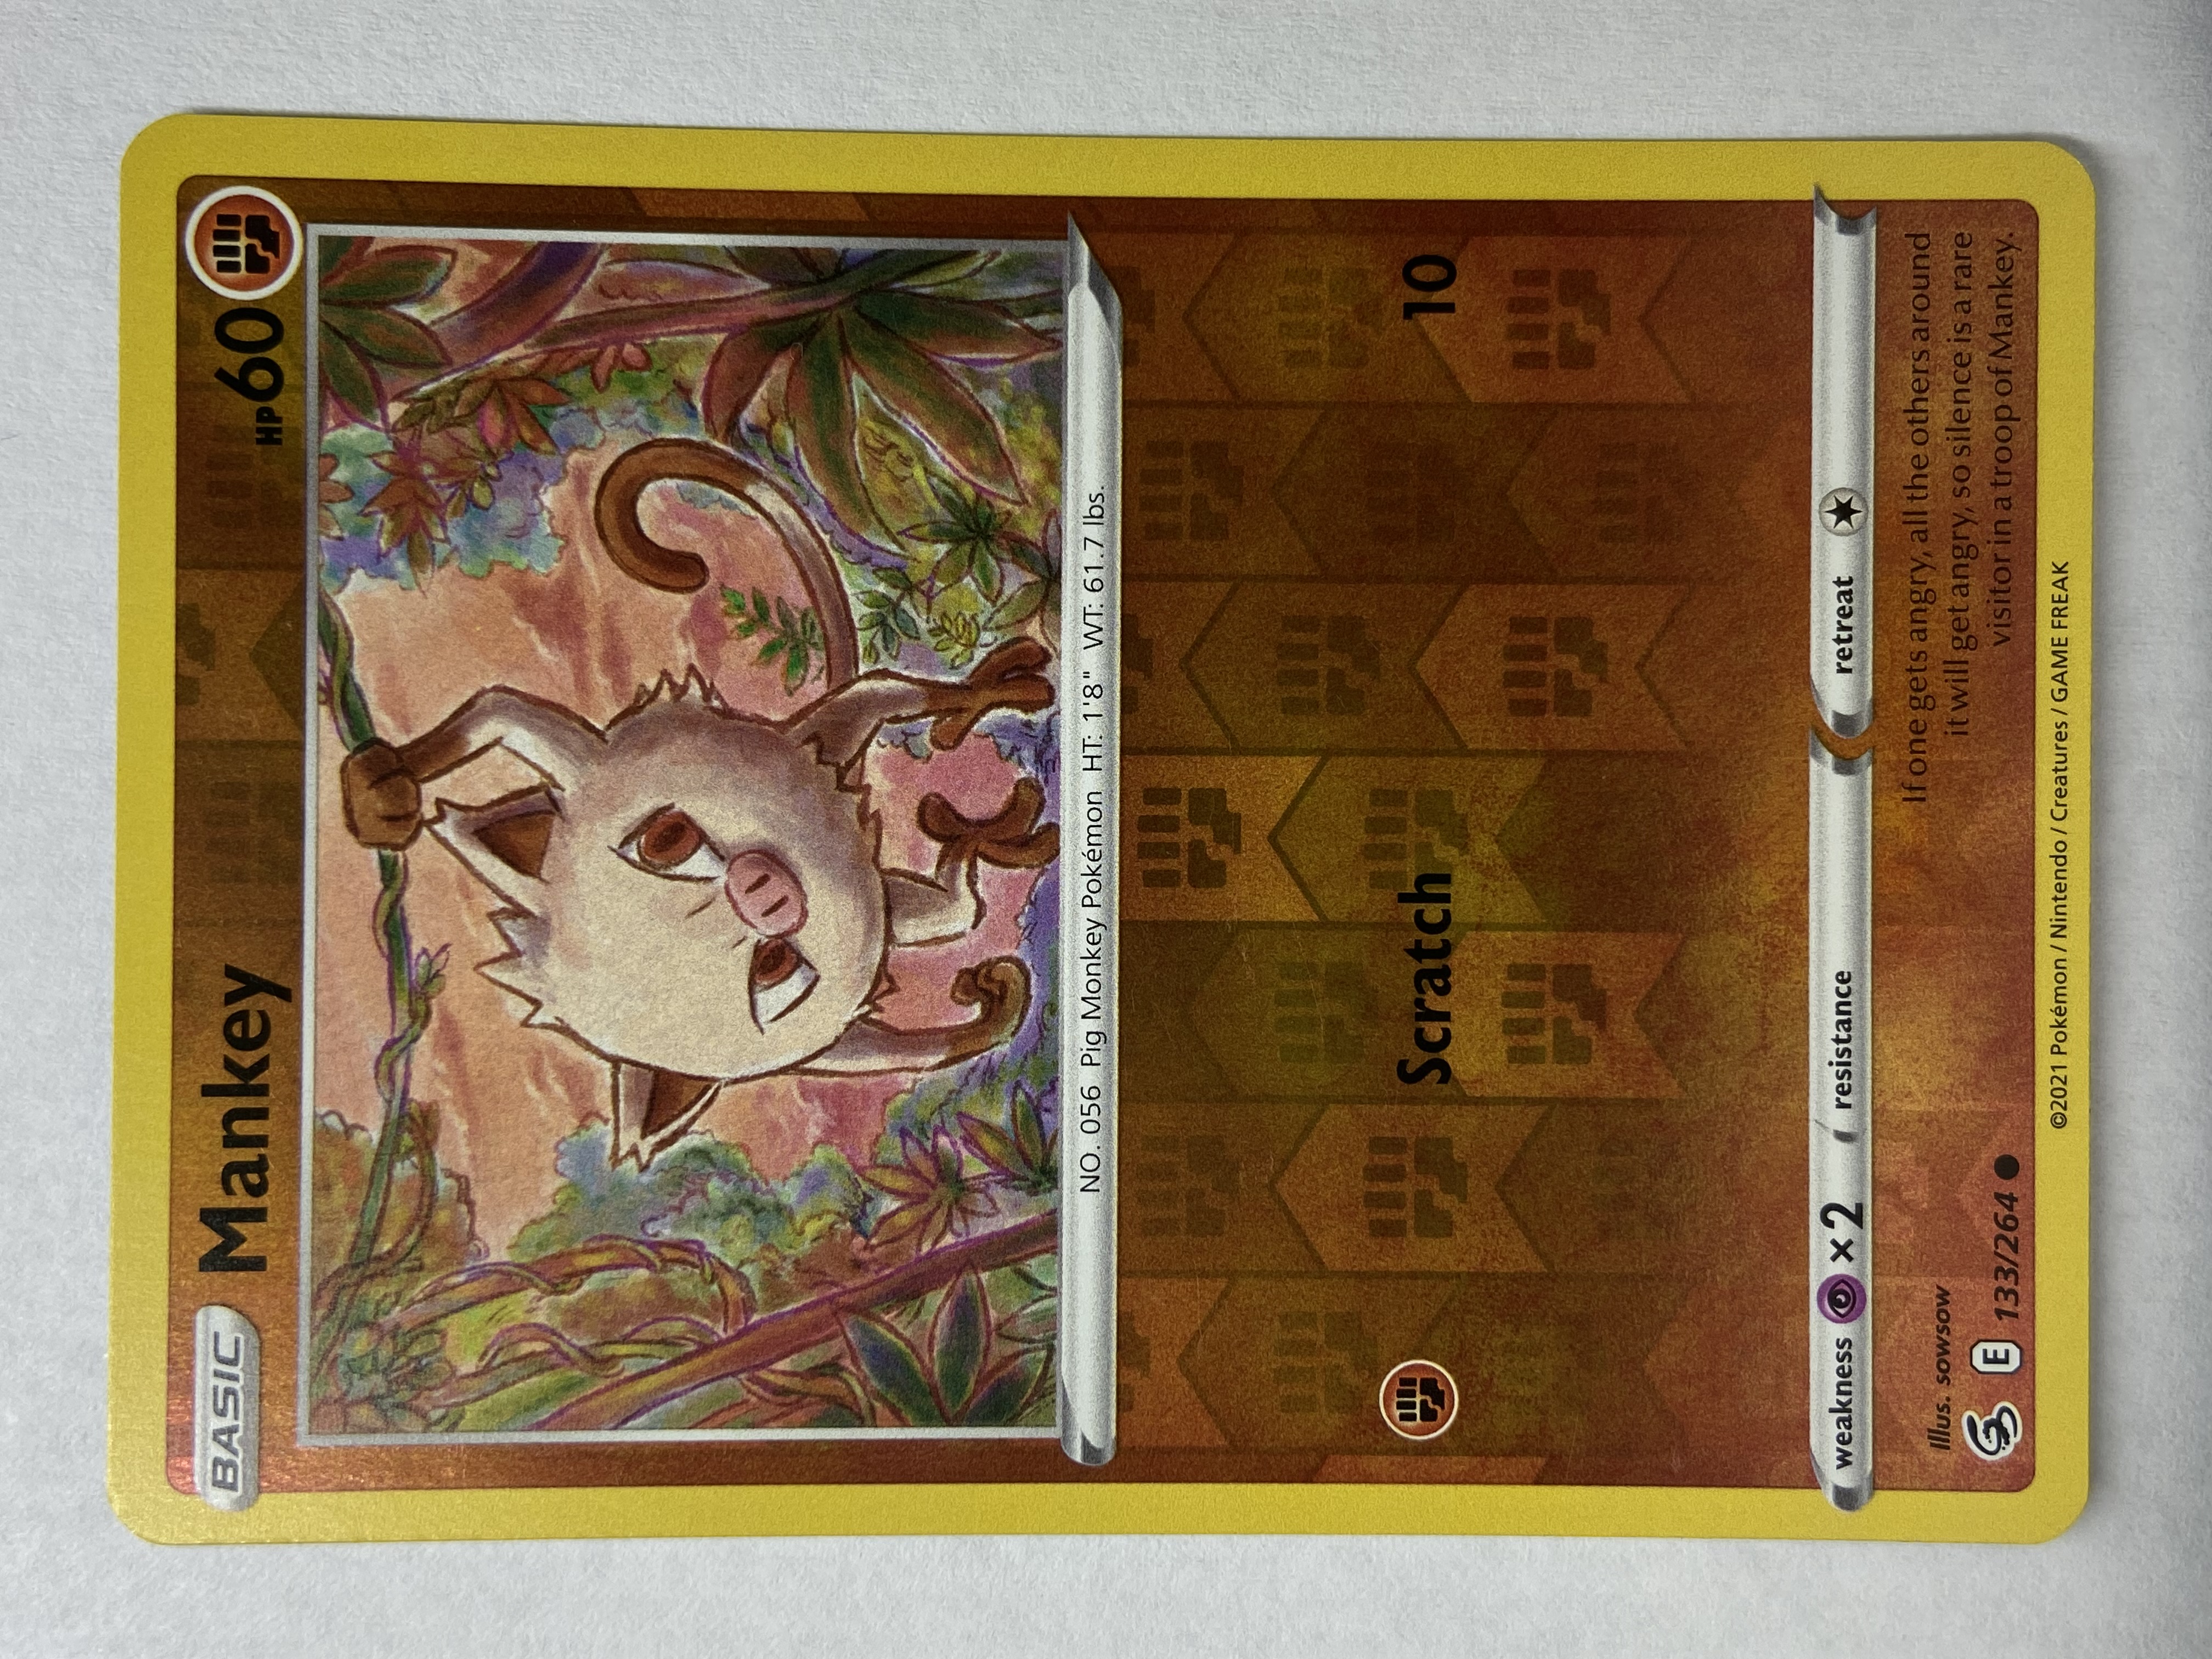 BASIC Mankey HP60
NO. 056 Pig Monkey Pokémon HT: 1'8" WT: 61.7 lbs.
Scratch 10
weakness ×2 resistance retreat
Illus. sowsow
If one gets angry, all the others around
it will get angry, so silence is a rare
visitor in a troop of Mankey.
E 133/264
©2021 Pokémon / Nintendo / Creatures / GAME FREAK